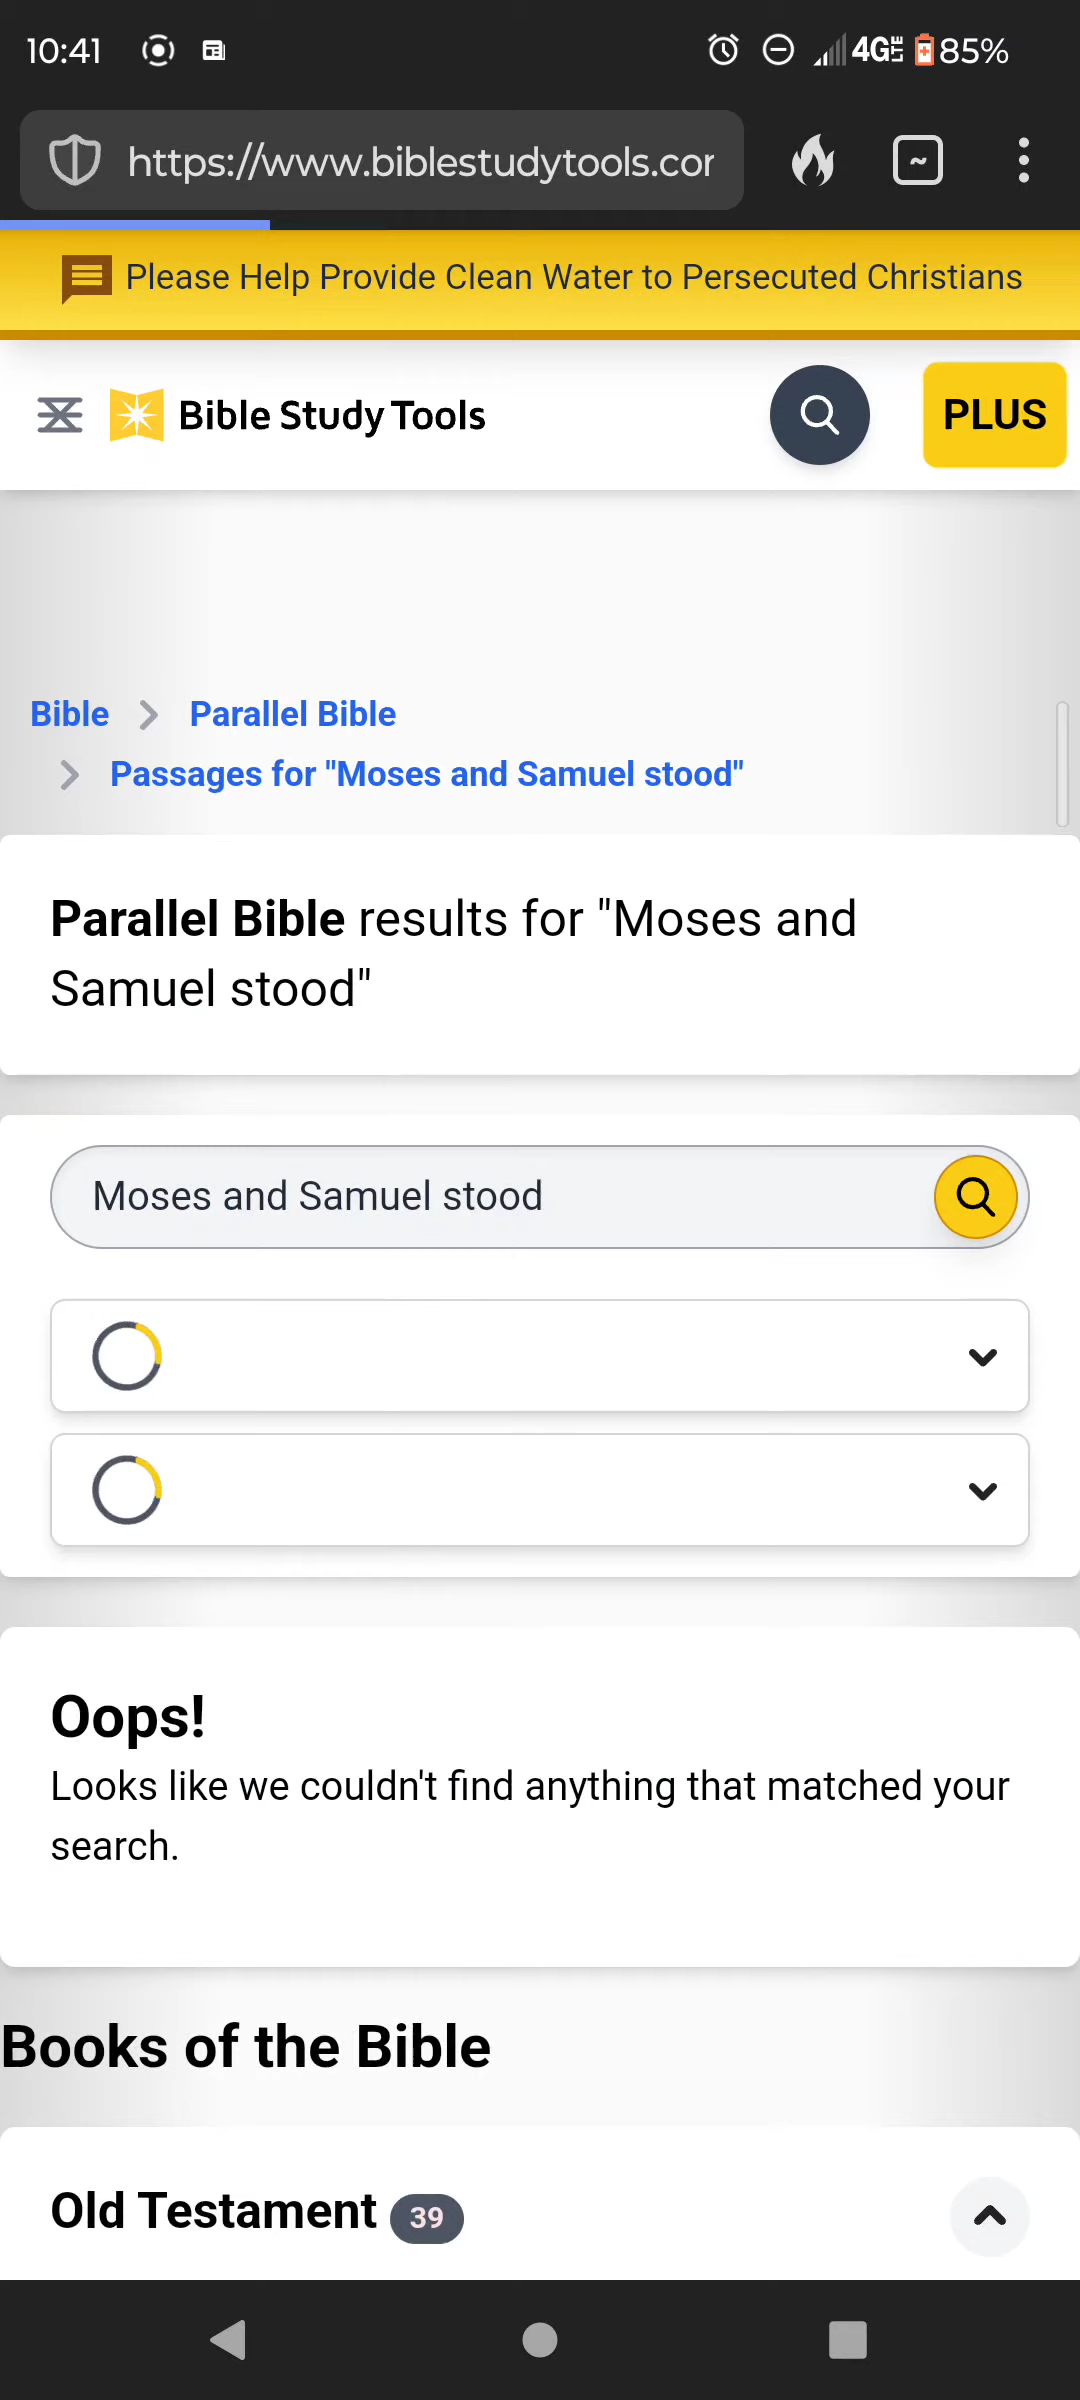 10:41
4G LTE 85%
https://www.biblestudytools.cor
Please Help Provide Clean Water to Persecuted Christians
Bible Study Tools
PLUS
Bible
Parallel Bible
Passages for "Moses and Samuel stood"
Parallel Bible results for "Moses and
Samuel stood"
Moses and Samuel stood
Oops!
Looks like we couldn't find anything that matched your
search.
Books of the Bible
Old Testament 39